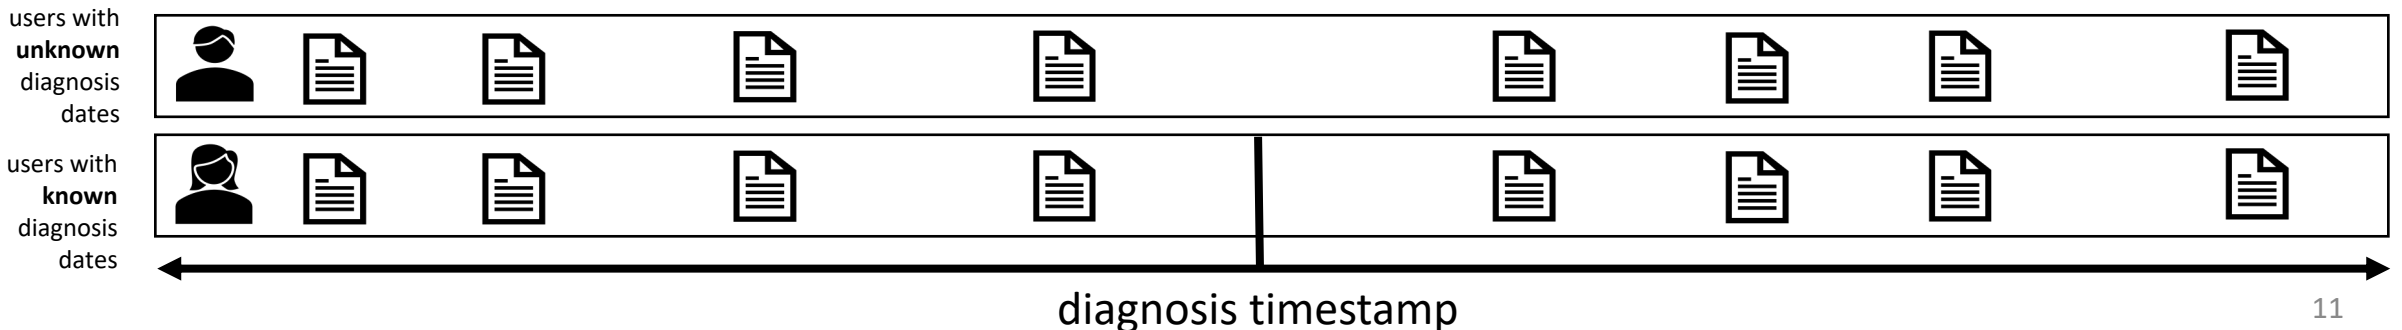 users with
unknown
diagnosis
dates
users with
known
diagnosis
dates
diagnosis timestamp
11